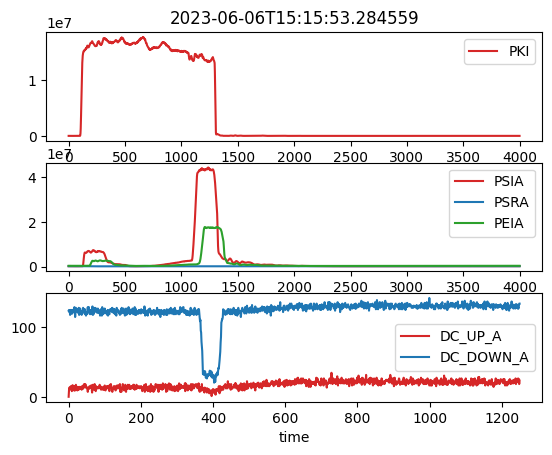 2023-06-06T15:15:53.284559
1e7
PKI
1
0
0 500 1000 1500 2000 2500 3000 3500 4000
1e7
PSIA
PSRA
PEIA
4
2
0
0 500 1000 1500 2000 2500 3000 3500 4000
DC_UP_A
DC_DOWN_A
100
0
0 200 400 600 800 1000 1200
time